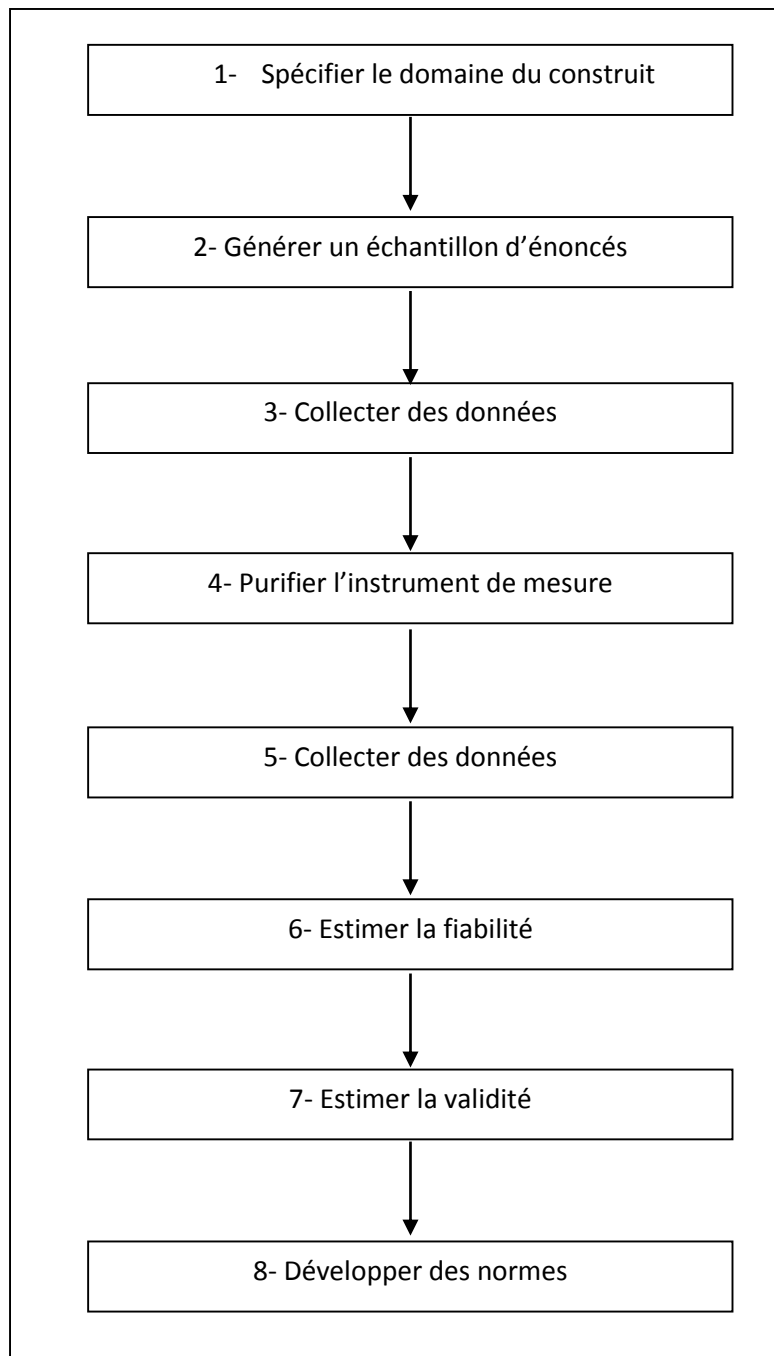 1- Spécifier le domaine du construit
2- Générer un échantillon d’énoncés
3- Collecter des données
4- Purifier l’instrument de mesure
5- Collecter des données
6- Estimer la fiabilité
7- Estimer la validité
8- Développer des normes